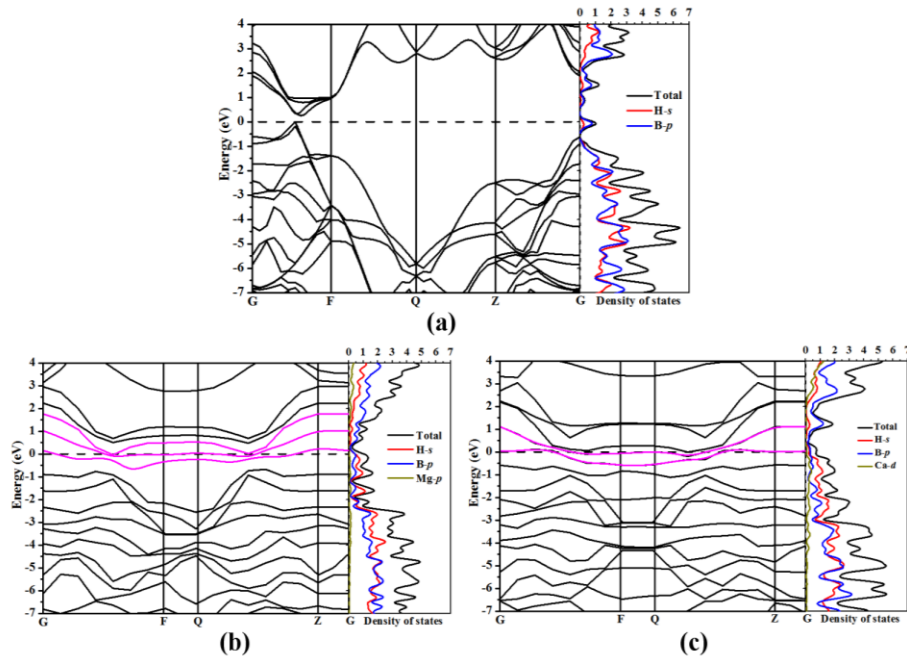 0 1 2 3 4 5 6 7
4
3
2
1
0
-1
-2
-3
-4
-5
-6
-7
Energy (eV)
Total
H-s
B-p
G F Q Z G Density of states
(a)
0 1 2 3 4 5 6 7
4
3
2
1
0
-1
-2
-3
-4
-5
-6
-7
Energy (eV)
Total
H-s
B-p
Mg-p
G F Q Z G Density of states
(b)
0 1 2 3 4 5 6 7
4
3
2
1
0
-1
-2
-3
-4
-5
-6
-7
Energy (eV)
Total
H-s
B-p
Ca-d
G F Q Z G Density of states
(c)